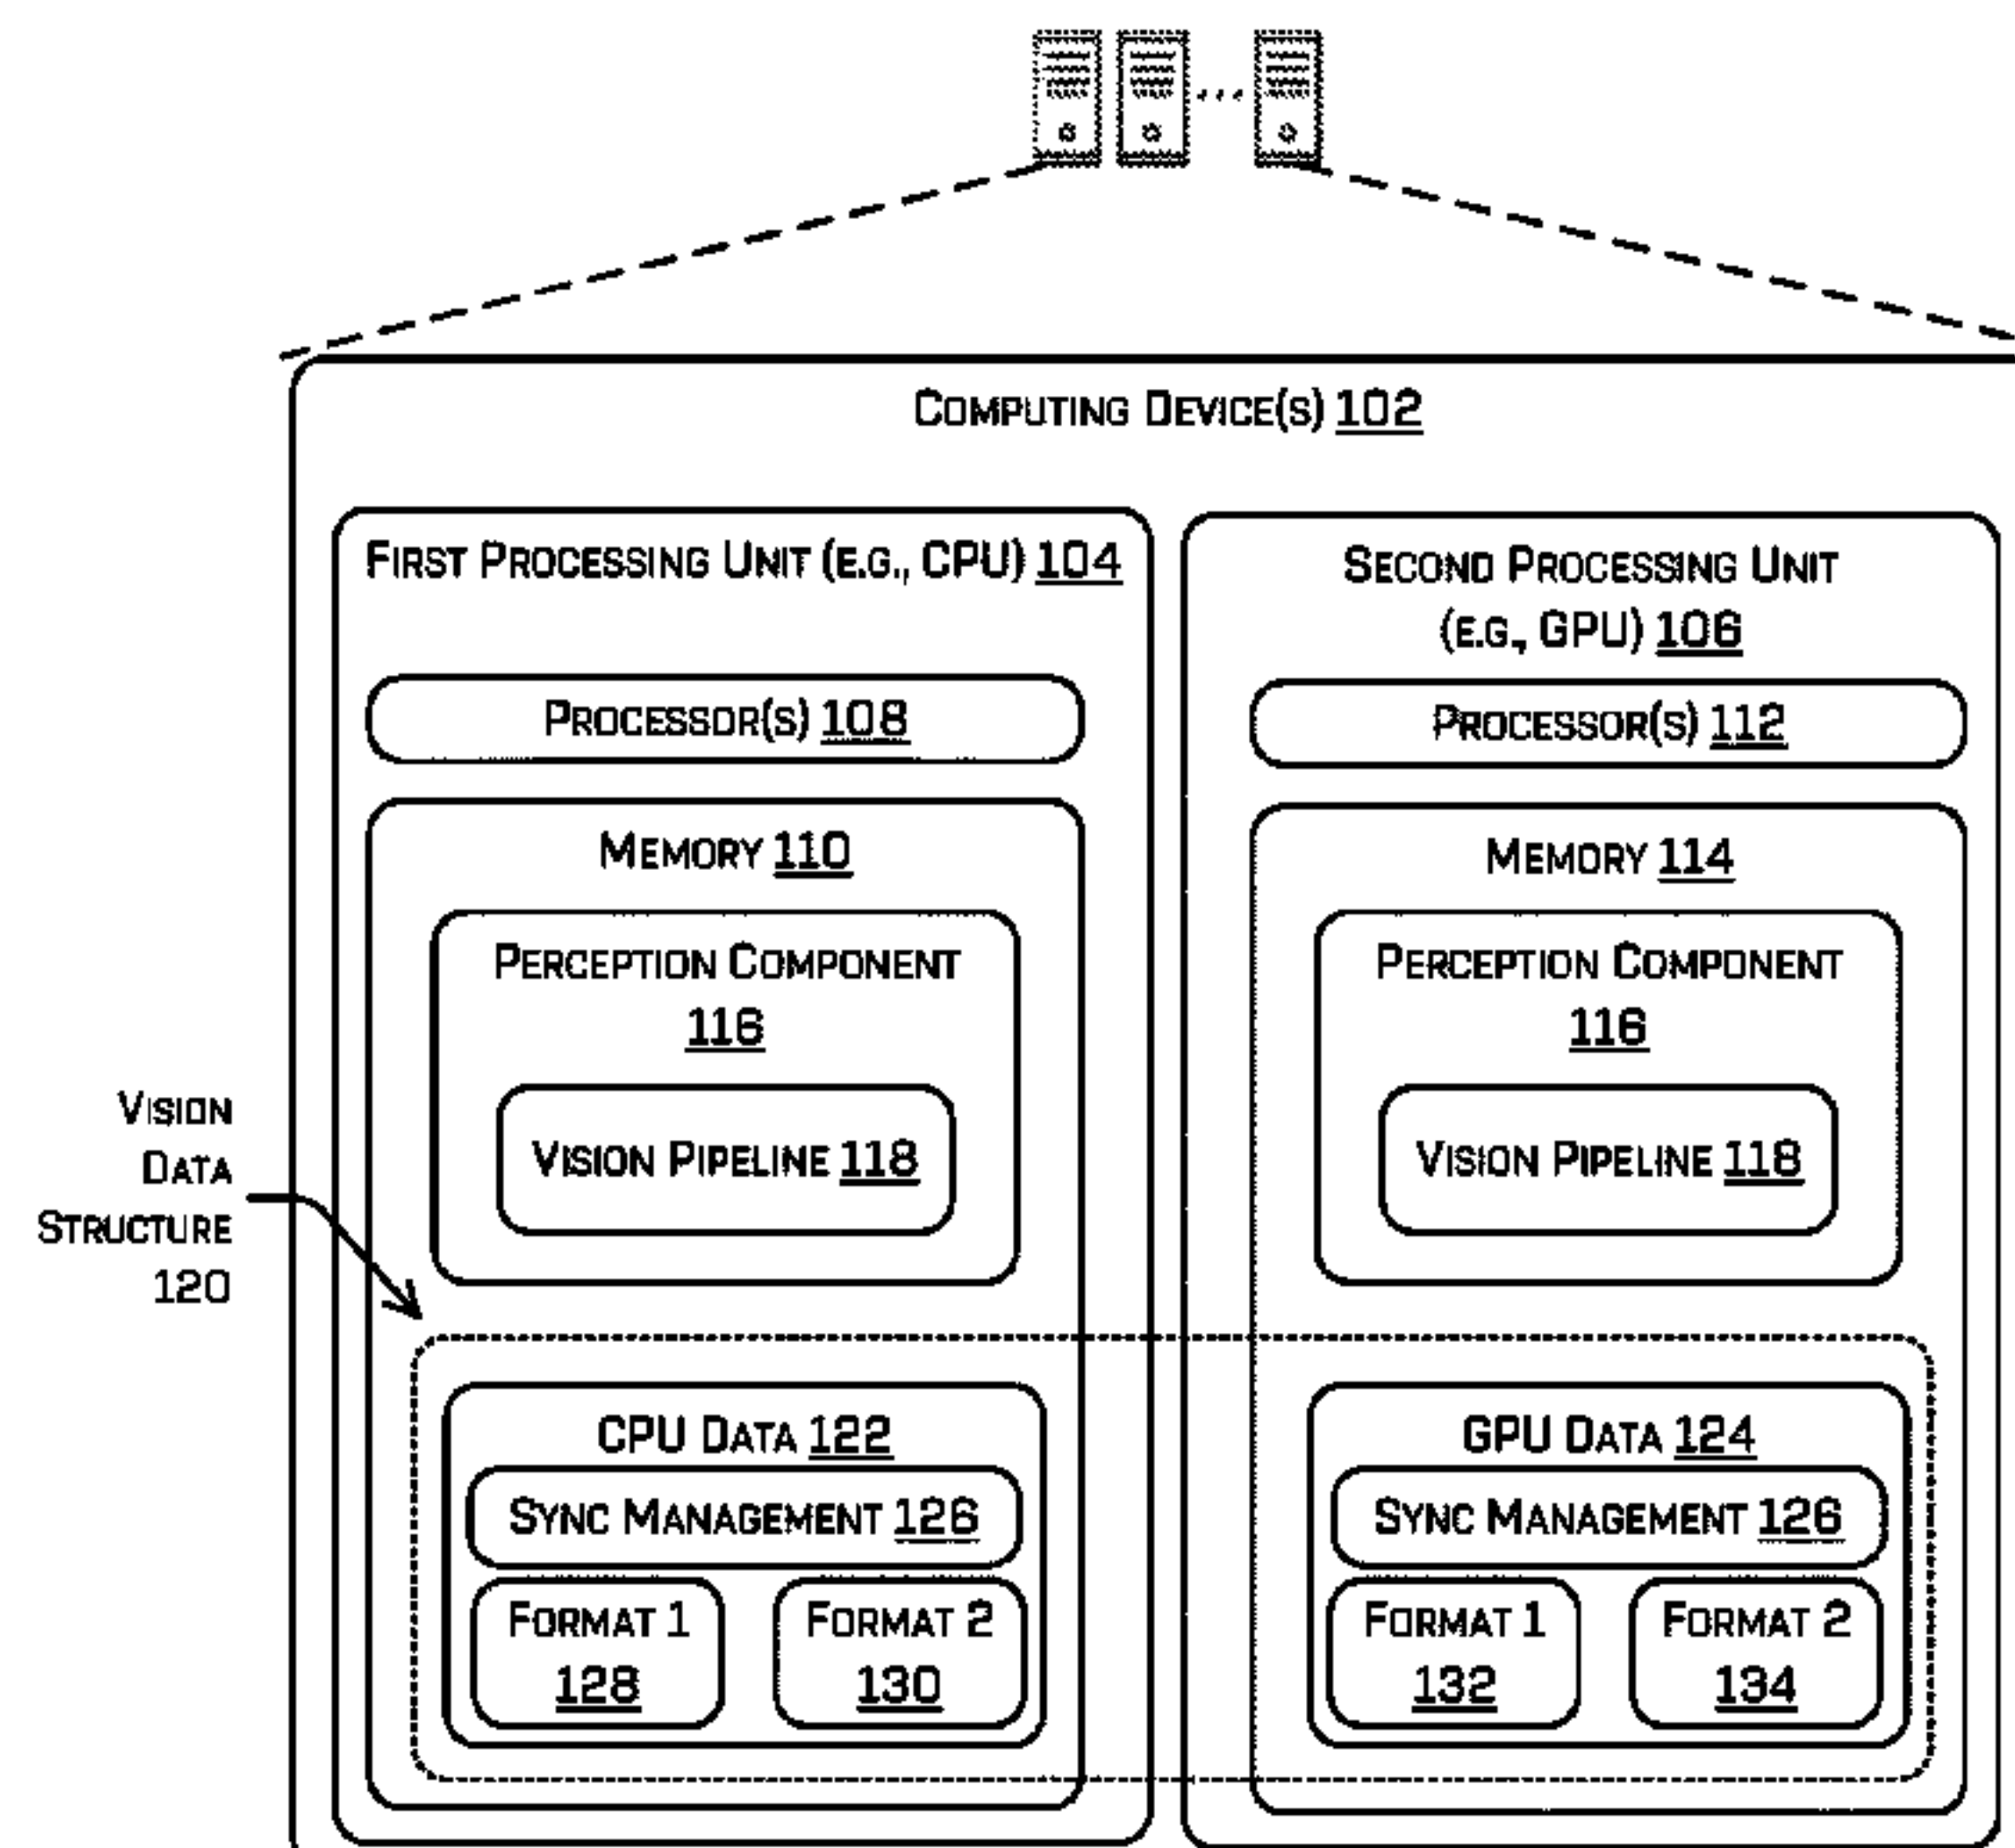 COMPUTING DEVICE(S) 102
FIRST PROCESSING UNIT (E.G., CPU) 104
PROCESSOR(S) 108
MEMORY 110
PERCEPTION COMPONENT
116
VISION PIPELINE 118
SECOND PROCESSING UNIT
(E.G., GPU) 106
PROCESSOR(S) 112
MEMORY 114
PERCEPTION COMPONENT
116
VISION PIPELINE 118
VISION
DATA
STRUCTURE
120
CPU DATA 122
SYNC MANAGEMENT 126
FORMAT 1
128
FORMAT 2
130
GPU DATA 124
SYNC MANAGEMENT 126
FORMAT 1
132
FORMAT 2
134